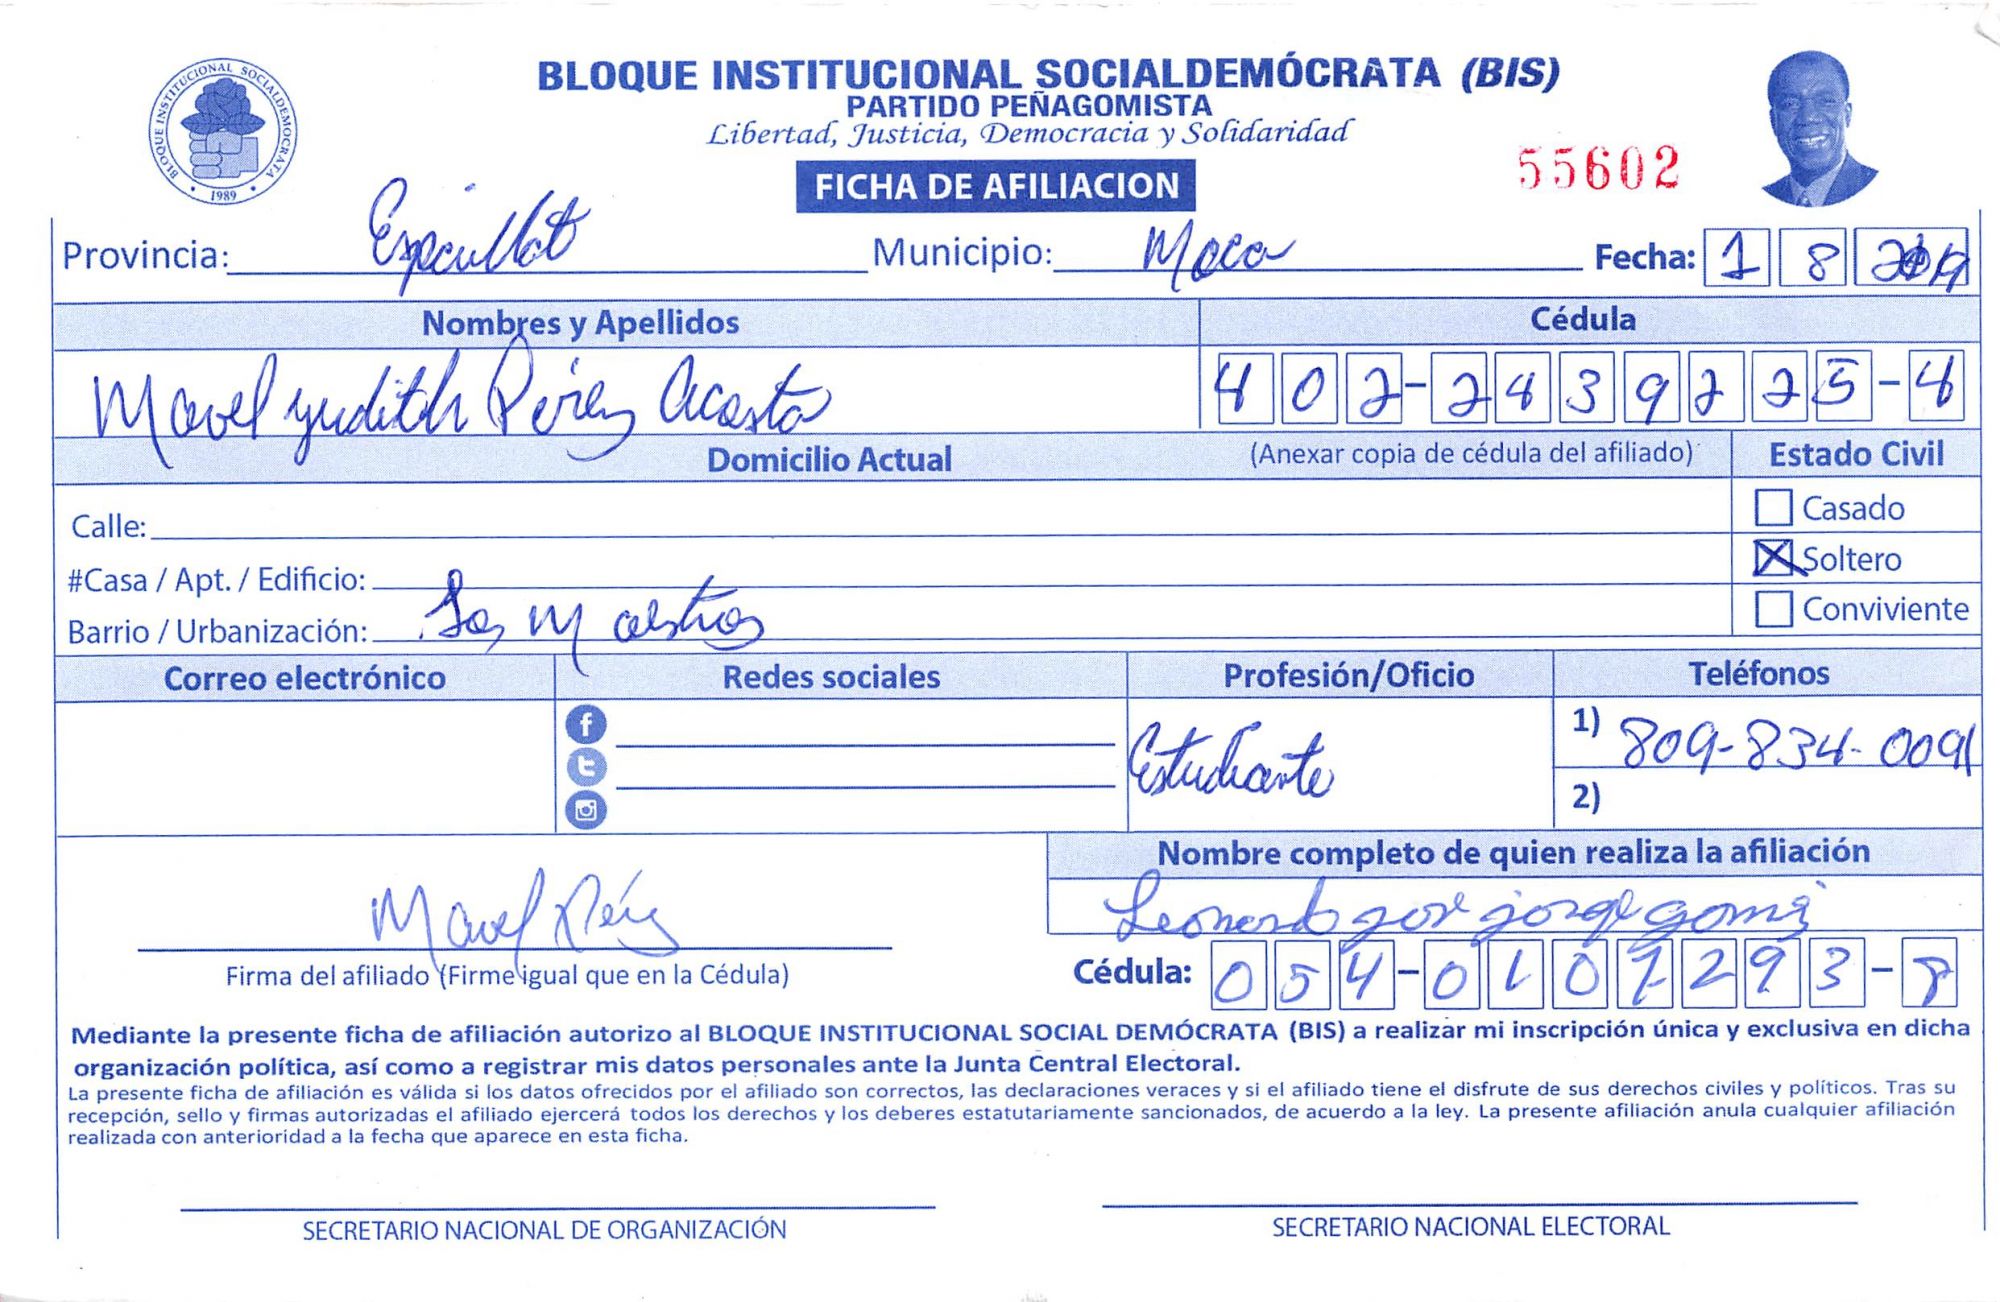 BLOQUE INSTITUCIONAL SOCIALDEMÓCRATA (BIS)
PARTIDO PEÑAGOMISTA
Libertad, Justicia, Democracia y Solidaridad
BLOQUE INSTITUCIONAL SOCIALDEMOCRATA
1989
FICHA DE AFILIACION
55602
Provincia: Espaillat Municipio: Moca Fecha: 1 8 2019
Nombres y Apellidos Cédula
Mavel yudith Pérez Acosta 402-2439225-4
Domicilio Actual (Anexar copia de cédula del afiliado) Estado Civil
Calle: Casado
#Casa / Apt. / Edificio: Soltero
Barrio / Urbanización: Los Maestros Conviviente
Correo electrónico Redes sociales Profesión/Oficio Teléfonos
Estudiante 1) 809-834-0091
2)
Nombre completo de quien realiza la afiliación
Mavel Pérez Leonardo jose jorge gomez
Firma del afiliado (Firme igual que en la Cédula) Cédula: 054-0107293-8
Mediante la presente ficha de afiliación autorizo al BLOQUE INSTITUCIONAL SOCIAL DEMÓCRATA (BIS) a realizar mi inscripción única y exclusiva en dicha
organización política, así como a registrar mis datos personales ante la Junta Central Electoral.
La presente ficha de afiliación es válida si los datos ofrecidos por el afiliado son correctos, las declaraciones veraces y si el afiliado tiene el disfrute de sus derechos civiles y políticos. Tras su
recepción, sello y firmas autorizadas el afiliado ejercerá todos los derechos y los deberes estatutariamente sancionados, de acuerdo a la ley. La presente afiliación anula cualquier afiliación
realizada con anterioridad a la fecha que aparece en esta ficha.
SECRETARIO NACIONAL DE ORGANIZACIÓN SECRETARIO NACIONAL ELECTORAL